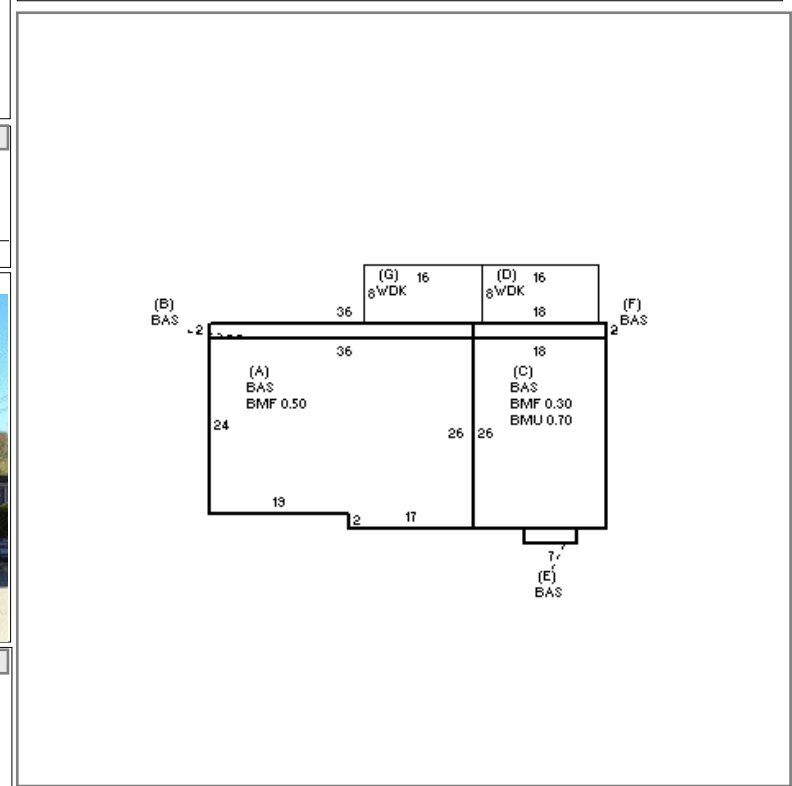 (G) 16
8 WDK
(D) 16
8 WDK
(B)
BAS
36
18
(F)
BAS
2
2
36
18
(A)
BAS
BMF 0.50
(C)
BAS
BMF 0.30
BMU 0.70
24
26
26
19
2
17
7
(E)
BAS